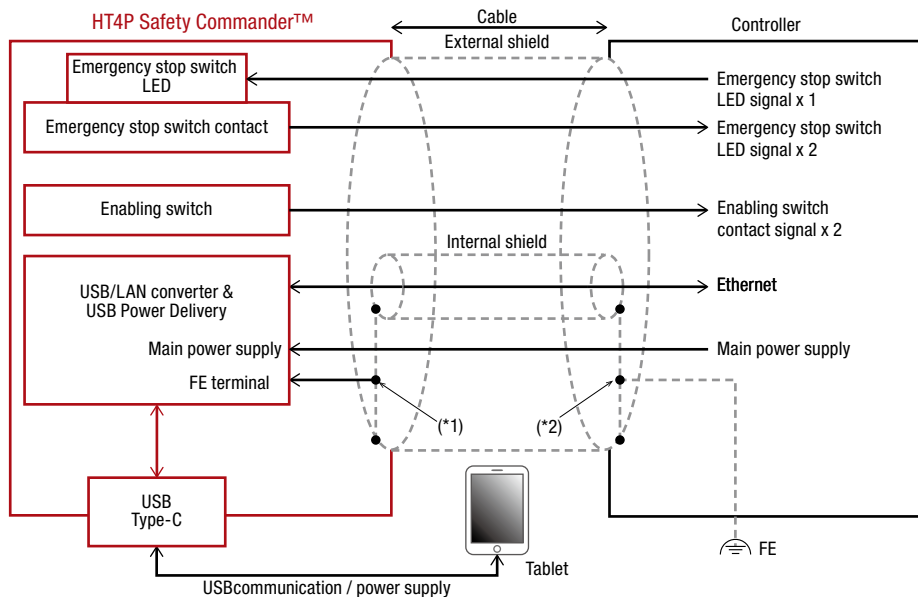 HT4P Safety Commander™
Cable
External shield
Controller
Emergency stop switch
LED
Emergency stop switch
LED signal x 1
Emergency stop switch contact
Emergency stop switch
LED signal x 2
Enabling switch
Enabling switch
contact signal x 2
Internal shield
USB/LAN converter &
USB Power Delivery
Ethernet
Main power supply
Main power supply
FE terminal
(*1)
(*2)
USB
Type-C
FE
Tablet
USBcommunication / power supply